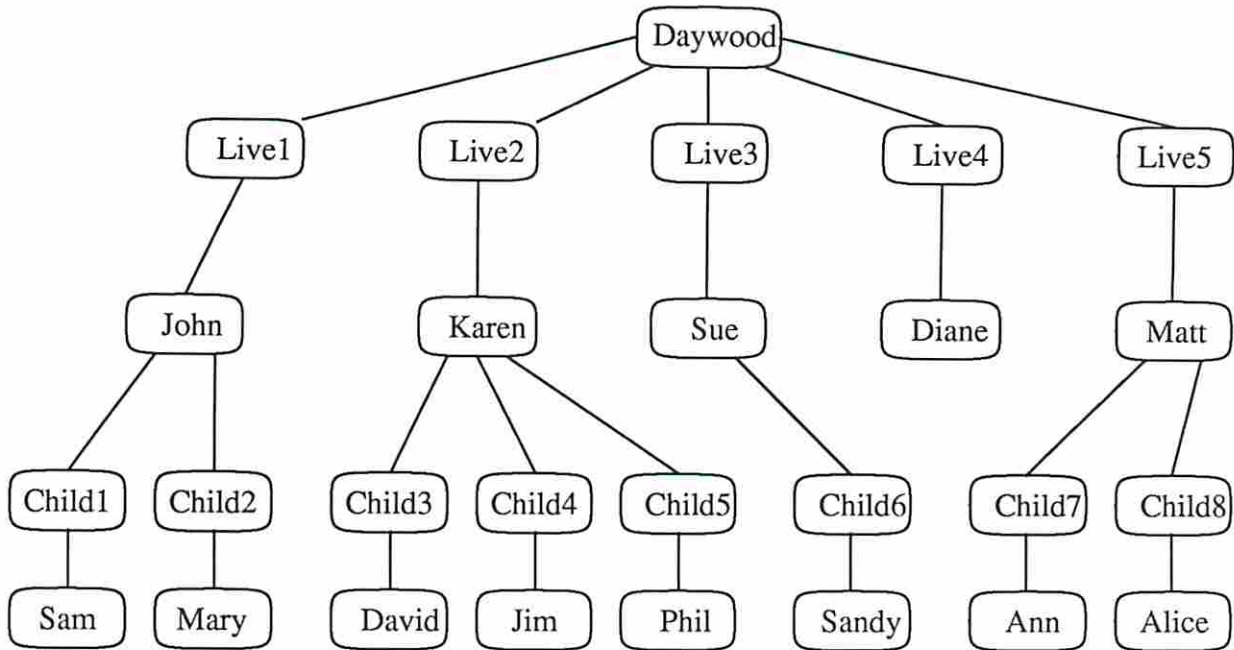 Daywood
Live1 Live2 Live3 Live4 Live5
John Karen Sue Diane Matt
Child1 Child2 Child3 Child4 Child5 Child6 Child7 Child8
Sam Mary David Jim Phil Sandy Ann Alice